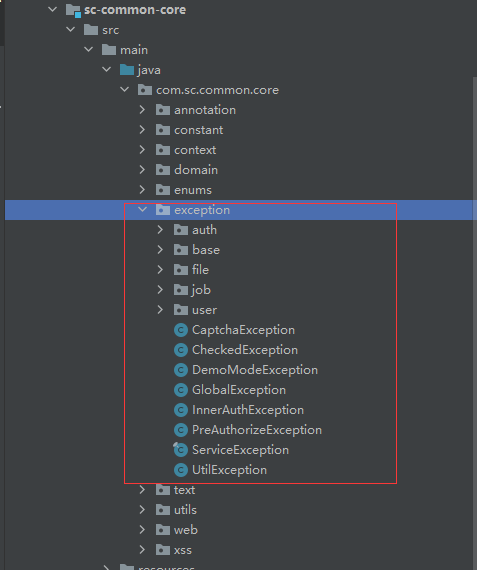 sc-common-core
src
main
java
com.sc.common.core
annotation
constant
context
domain
enums
exception
auth
base
file
job
user
CaptchaException
CheckedException
DemoModeException
GlobalException
InnerAuthException
PreAuthorizeException
ServiceException
UtilException
text
utils
web
xss
resources